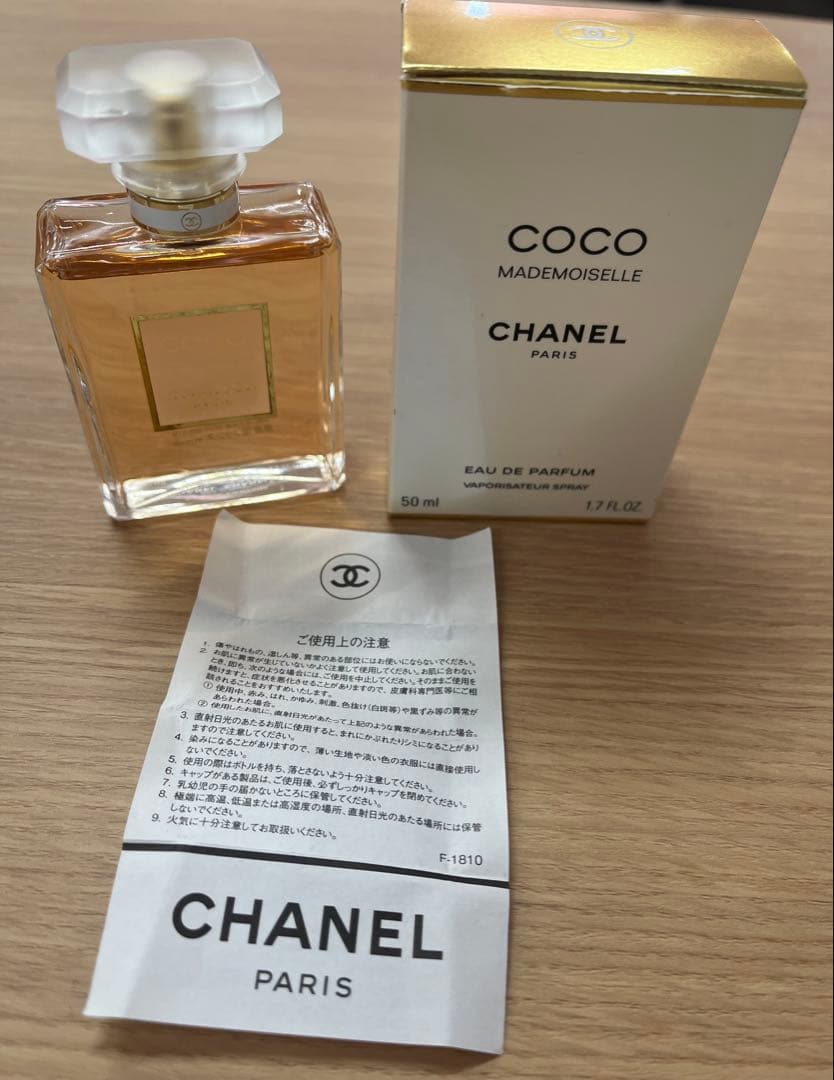 COCO
MADEMOISELLE
CHANEL
PARIS
EAU DE PARFUM
VAPORISATEUR SPRAY
50 ml
1.7 FL.OZ.
COCO
PARIS
ご使用上の注意
1. 傷やはれもの、湿しん等、異常のある部位にはお使いにならないでください。
2. お肌に異常が生じていないかよく注意して使用してください。お肌に合わない
とき、即ち、次のような場合には、ご使用を中止してください。そのままご使用を
続けますと、症状を悪化させることがありますので、皮膚科専門医等にご相
談されることをおすすめいたします。
① 使用中、赤み、はれ、かゆみ、刺激、色抜け(白斑等)や黒ずみ等の異常が
あらわれた場合。
② 使用したお肌に、直射日光があたって上記のような異常があらわれた場合。
3. 直射日光のあたるお肌に使用すると、まれにかぶれたりシミになることがあり
ますので注意してください。
4. 染みになることがありますので、薄い生地や淡い色の衣服には直接使用し
ないでください。
5. 使用の際はボトルを持ち、落とさないよう十分注意してください。
6. キャップがある製品は、ご使用後、必ずしっかりキャップを閉めてください。
7. 乳幼児の手の届かないところに保管してください。
8. 極端に高温、低温または高湿度の場所、直射日光のあたる場所には保管
しないでください。
9. 火気に十分注意してお取扱いください。
F-1810
CHANEL
PARIS